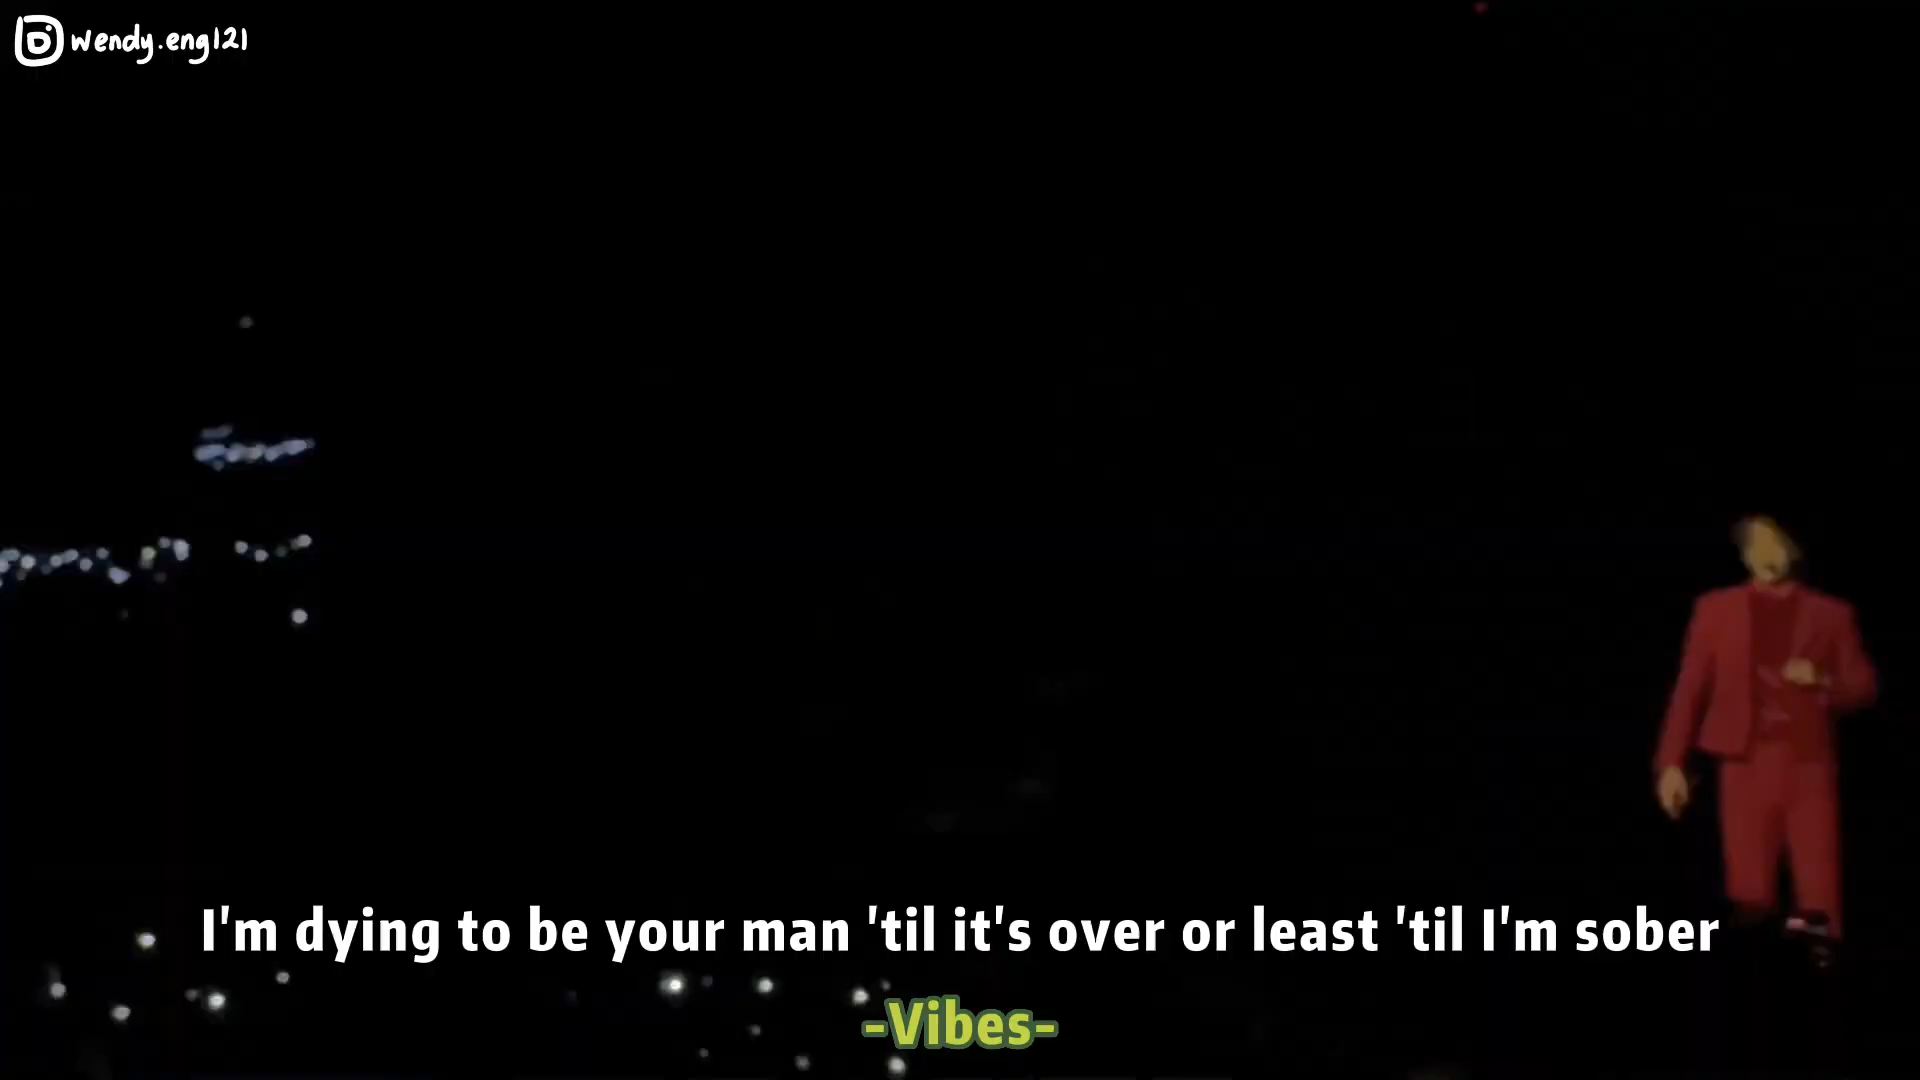 wendy.eng121
I'm dying to be your man 'til it's over or least 'til I'm sober
-Vibes-